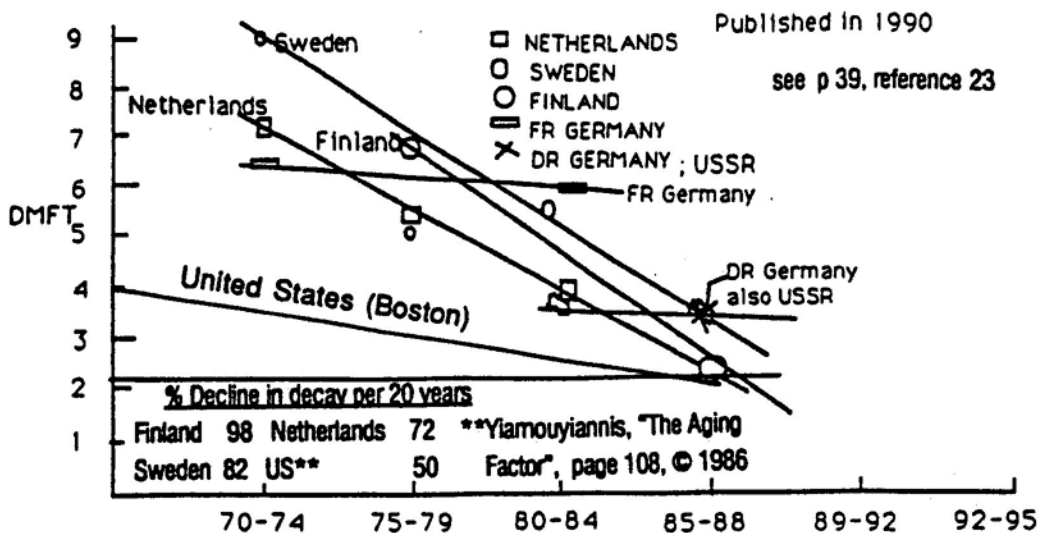 Published in 1990
see p 39, reference 23
NETHERLANDS
SWEDEN
FINLAND
FR GERMANY
DR GERMANY ; USSR
9
8
7
6
5
4
3
2
1
DMFT
Sweden
Netherlands
Finland
FR Germany
DR Germany
also USSR
United States (Boston)
% Decline in decay per 20 years
Finland 98 Netherlands 72 **Yiamouyiannis, "The Aging
Sweden 82 US** 50 Factor", page 108, © 1986
70-74 75-79 80-84 85-88 89-92 92-95